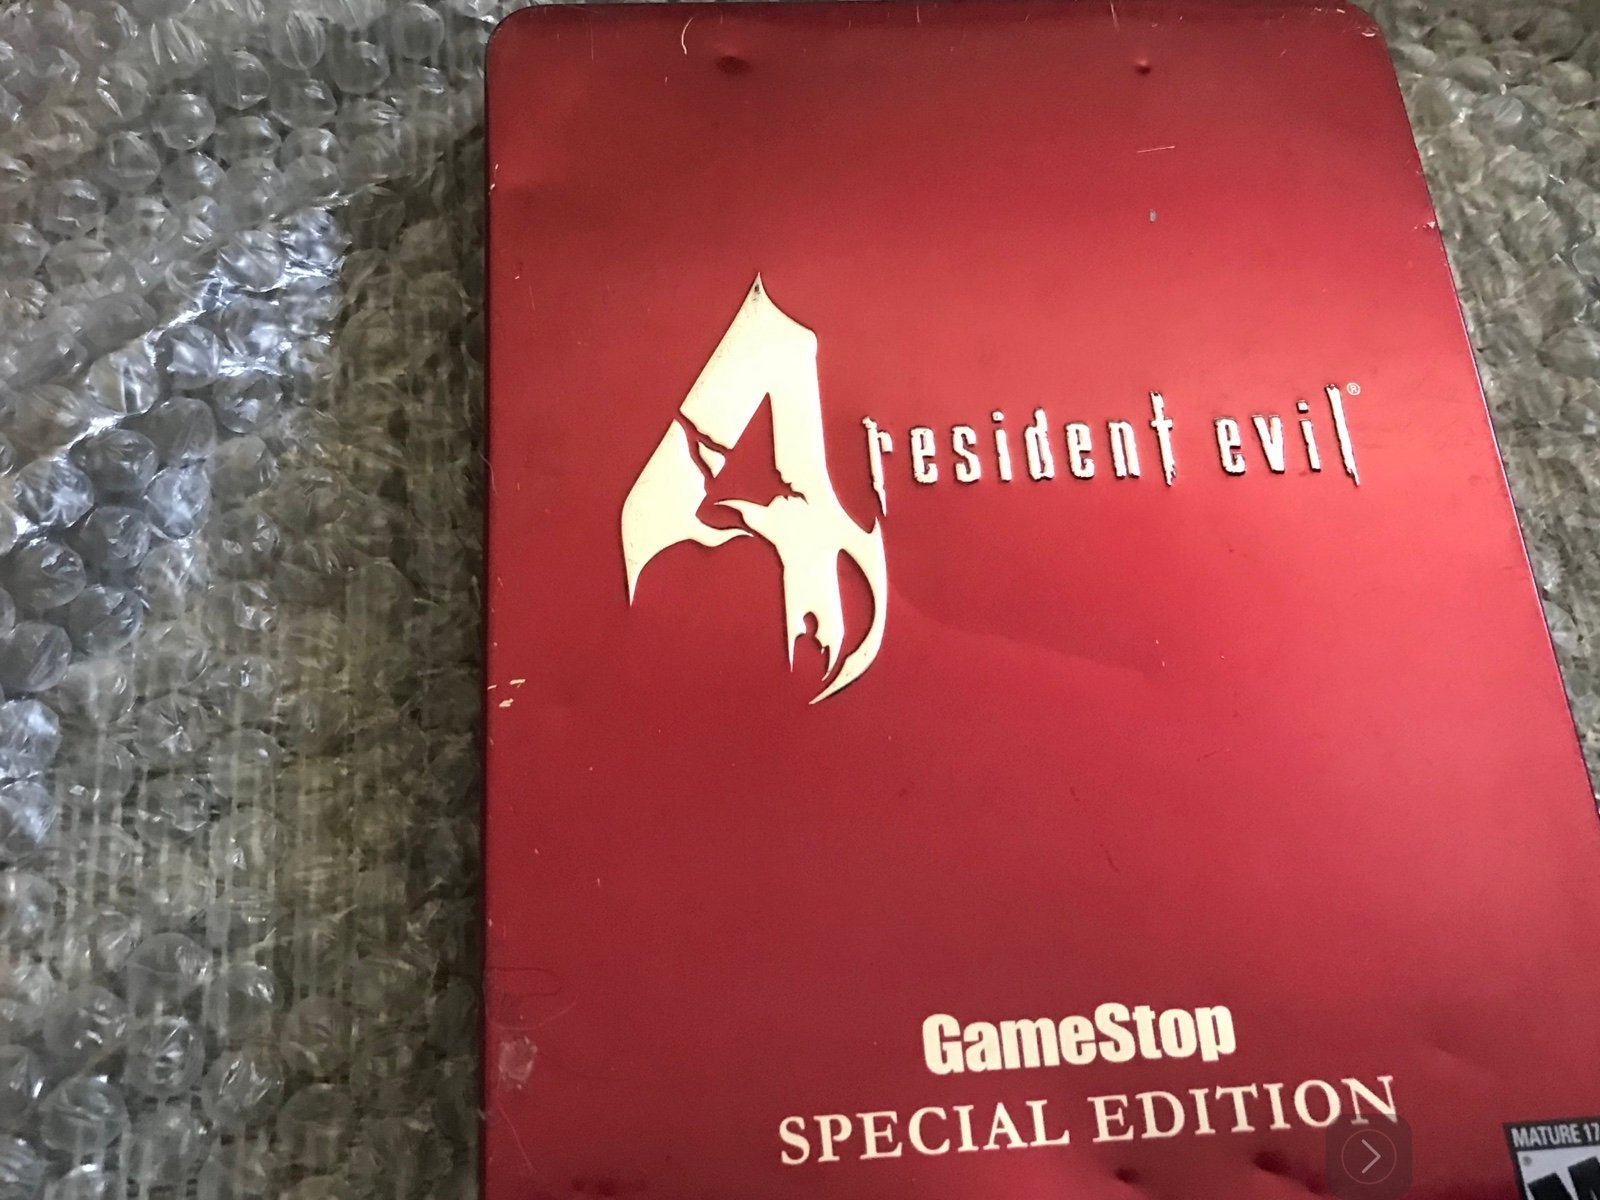 4 resident evil®
GameStop
SPECIAL EDITION
MATURE 17